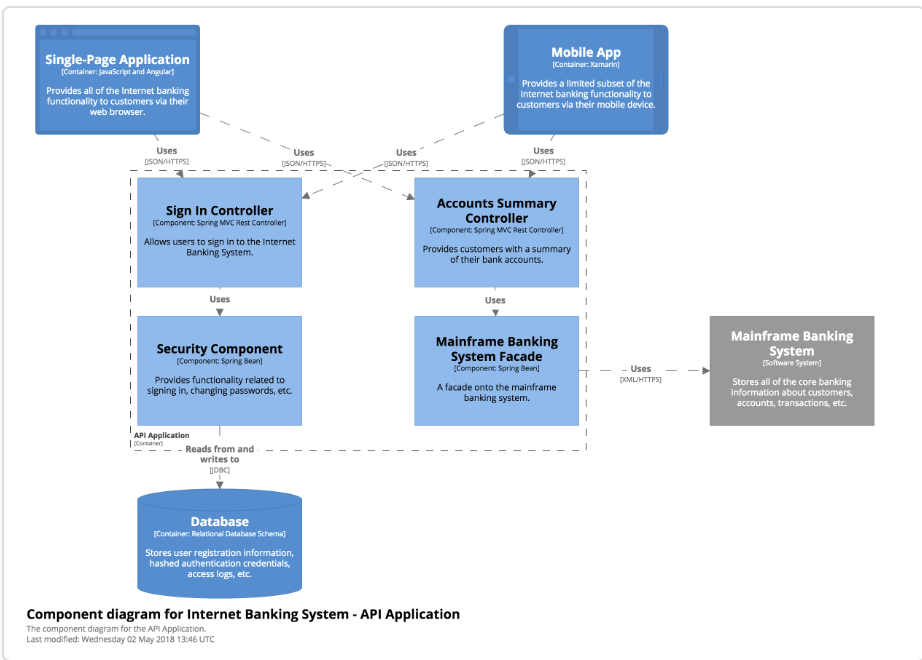 Single-Page Application
[Container: JavaScript and Angular]
Provides all of the Internet banking
functionality to customers via their
web browser.
Mobile App
[Container: Xamarin]
Provides a limited subset of the
Internet banking functionality to
customers via their mobile device.
Uses
[JSON/HTTPS]
Uses
[JSON/HTTPS]
Uses
[JSON/HTTPS]
Uses
[JSON/HTTPS]
Sign In Controller
[Component: Spring MVC Rest Controller]
Allows users to sign in to the Internet
Banking System.
Accounts Summary
Controller
[Component: Spring MVC Rest Controller]
Provides customers with a summary
of their bank accounts.
Uses
Uses
Security Component
[Component: Spring Bean]
Provides functionality related to
signing in, changing passwords, etc.
Mainframe Banking
System Facade
[Component: Spring Bean]
A facade onto the mainframe
banking system.
Uses
[XML/HTTPS]
Mainframe Banking
System
[Software System]
Stores all of the core banking
information about customers,
accounts, transactions, etc.
API Application
[Container]
Reads from and
writes to
[JDBC]
Database
[Container: Relational Database Schema]
Stores user registration information,
hashed authentication credentials,
access logs, etc.
Component diagram for Internet Banking System - API Application
The component diagram for the API Application.
Last modified: Wednesday 02 May 2018 13:46 UTC